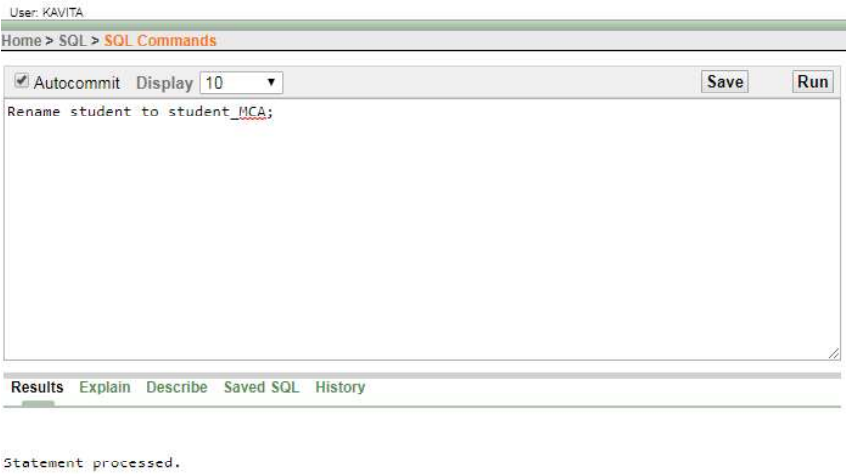 User: KAVITA
Home > SQL > SQL Commands
Autocommit Display 10 Save Run
Rename student to student_MCA;
Results Explain Describe Saved SQL History
Statement processed.